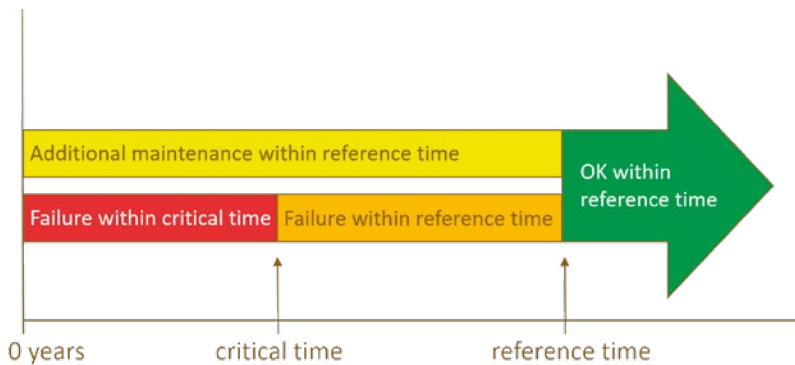 Additional maintenance within reference time
OK within
reference time
Failure within critical time
Failure within reference time
0 years
critical time
reference time